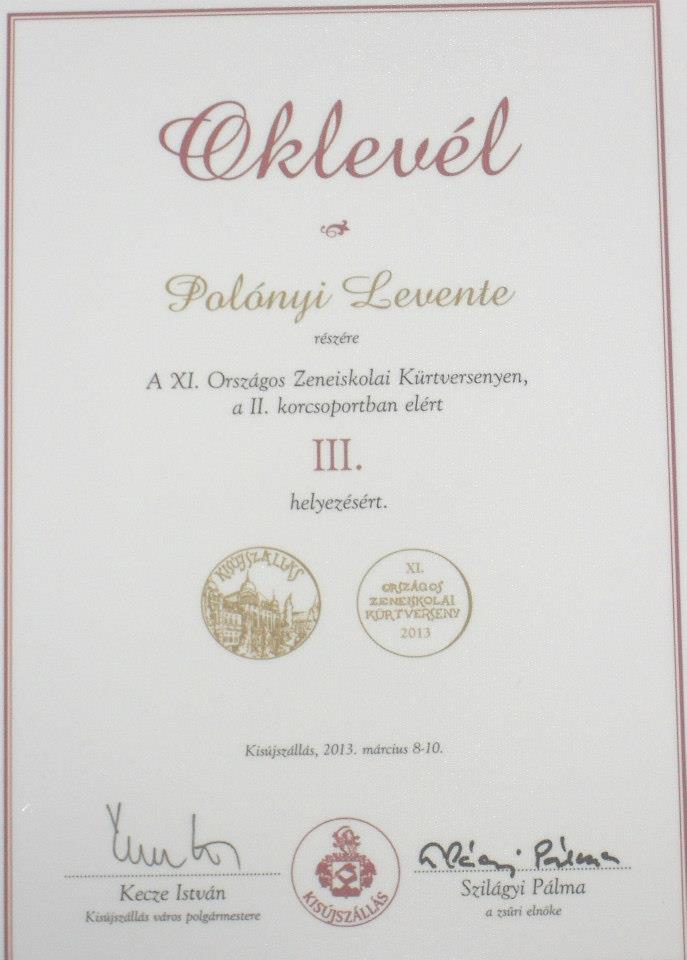 Oklevél
Polónyi Levente
részére
A XI. Országos Zeneiskolai Kürtversenyen,
a II. korcsoportban elért
III.
helyezésért.
KISÚJSZÁLLÁS
XI.
ORSZÁGOS
ZENEISKOLAI
KÜRTVERSENY
2013
Kisújszállás, 2013. március 8-10.
Kecze István
Kisújszállás város polgármestere
KISÚJSZÁLLÁS
Szilágyi Pálma
a zsűri elnöke